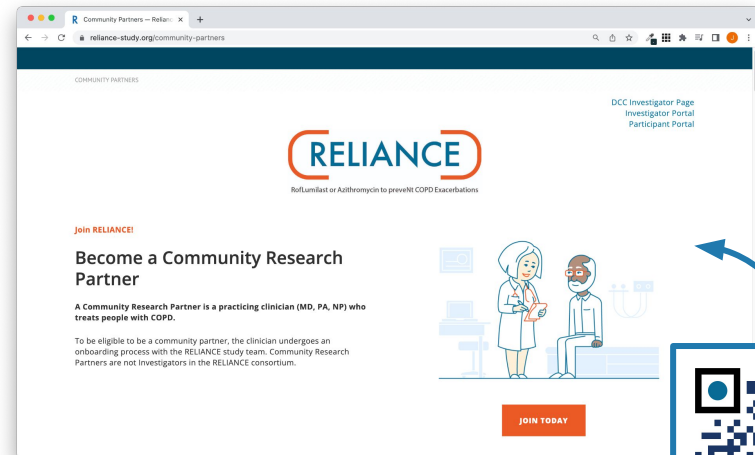 R Community Partners — Relian
reliance-study.org/community-partners
J
COMMUNITY PARTNERS
DCC Investigator Page
Investigator Portal
Participant Portal
RELIANCE
RofLumilast or Azithromycin to preveNt COPD Exacerbations
Join RELIANCE!
Become a Community Research
Partner
A Community Research Partner is a practicing clinician (MD, PA, NP) who
treats people with COPD.
To be eligible to be a community partner, the clinician undergoes an
onboarding process with the RELIANCE study team. Community Research
Partners are not Investigators in the RELIANCE consortium.
JOIN TODAY